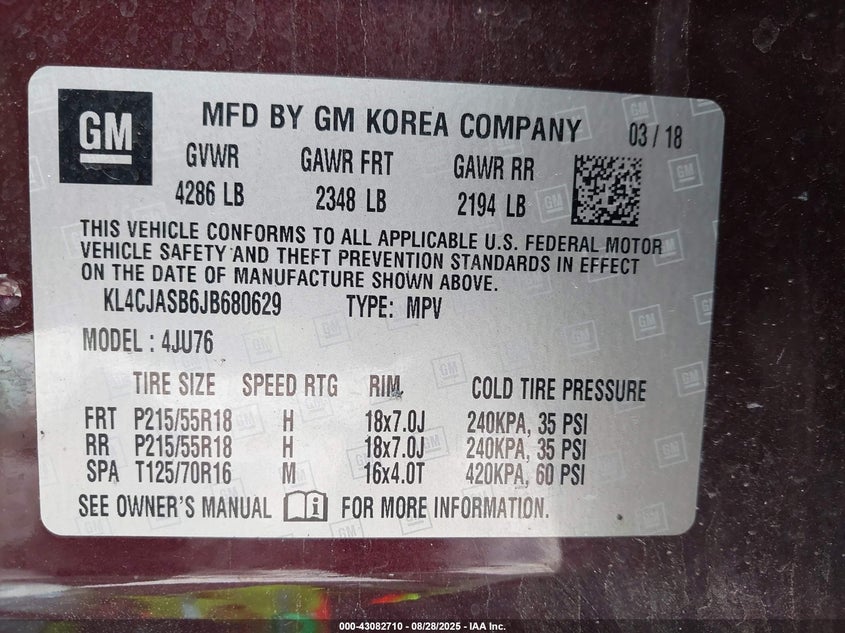 GM
MFD BY GM KOREA COMPANY 03 / 18
GVWR GAWR FRT GAWR RR
4286 LB 2348 LB 2194 LB
THIS VEHICLE CONFORMS TO ALL APPLICABLE U.S. FEDERAL MOTOR
VEHICLE SAFETY AND THEFT PREVENTION STANDARDS IN EFFECT
ON THE DATE OF MANUFACTURE SHOWN ABOVE.
KL4CJASB6JB680629 TYPE: MPV
MODEL : 4JU76
TIRE SIZE SPEED RTG RIM COLD TIRE PRESSURE
FRT P215/55R18 H 18x7.0J 240KPA, 35 PSI
RR P215/55R18 H 18x7.0J 240KPA, 35 PSI
SPA T125/70R16 M 16x4.0T 420KPA, 60 PSI
SEE OWNER'S MANUAL FOR MORE INFORMATION.
000-43082710 - 08/28/2025 - IAA Inc.